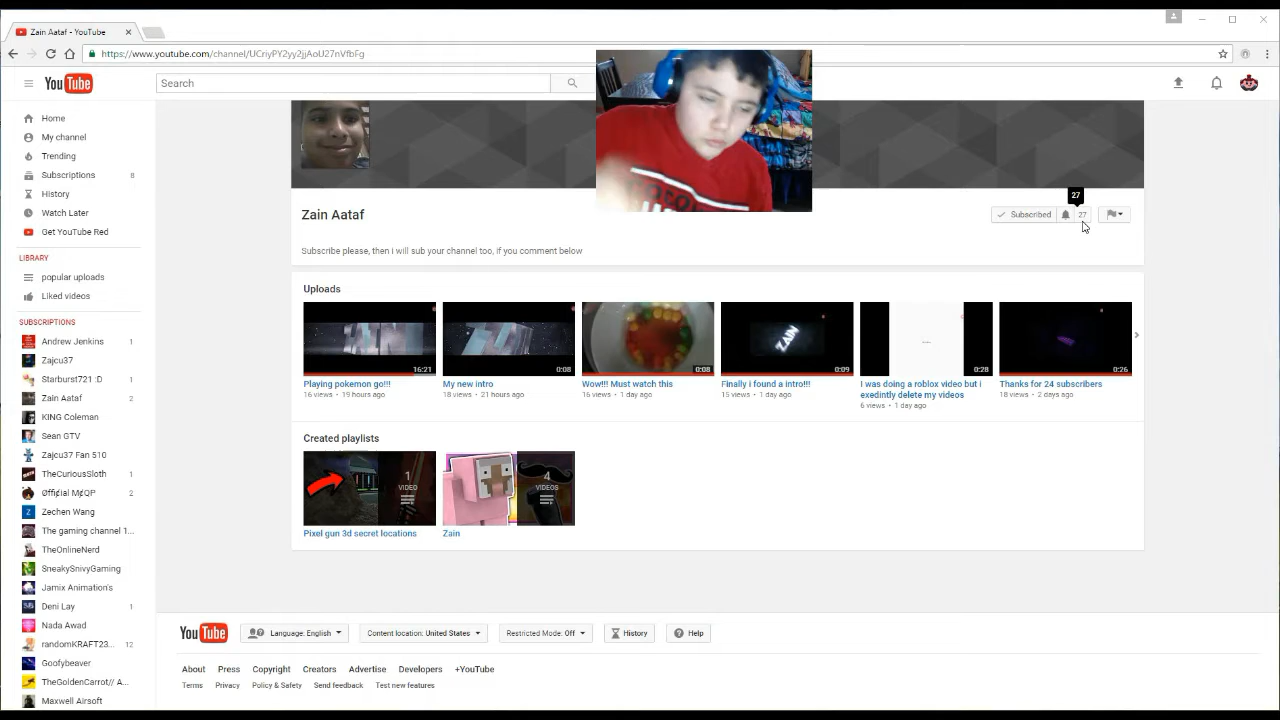 Zain Aataf - YouTube
https://www.youtube.com/channel/UCriyPY2yy2jjAoU27nVfbFg
YouTube
Search
Home
My channel
Trending
Subscriptions 8
History
Watch Later
Get YouTube Red
LIBRARY
popular uploads
Liked videos
SUBSCRIPTIONS
Andrew Jenkins 1
Zajcu37
Starburst721 :D
Zain Aataf 2
KING Coleman
Sean GTV
Zajcu37 Fan 510
TheCuriousSloth 1
Zechen Wang
The gaming channel 1...
TheOnlineNerd
SneakySnivyGaming
Jamix Animation's
Deni Lay 1
Nada Awad
randomKRAFT23... 12
Goofybeaver
TheGoldenCarrot// A...
Maxwell Airsoft
27
Zain Aataf
Subscribed 27
Subscribe please, then i will sub your channel too, if you comment below
Uploads
16:21
0:08
0:08
ZAIN
0:09
0:28
0:26
Playing pokemon go!!!
16 views • 19 hours ago
My new intro
18 views • 21 hours ago
Wow!!! Must watch this
16 views • 1 day ago
Finally i found a intro!!!
15 views • 1 day ago
I was doing a roblox video but i
exedintly delete my videos
6 views • 1 day ago
Thanks for 24 subscribers
18 views • 2 days ago
Created playlists
1
VIDEO
4
VIDEOS
Pixel gun 3d secret locations
Zain
YouTube
Language: English
Content location: United States
Restricted Mode: Off
History
Help
About Press Copyright Creators Advertise Developers +YouTube
Terms Privacy Policy & Safety Send feedback Test new features